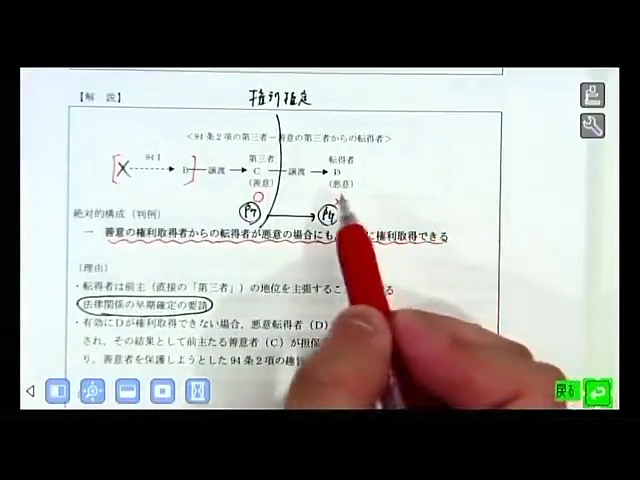 【解 説】
権利推定
<94条2項の第三者－善意の第三者からの転得者>
94Ⅰ 第三者 転得者
X B 譲渡 C 譲渡 D
(善意) (悪意)
絶対的構成（判例）
→ 善意の権利取得者からの転得者が悪意の場合にも に権利取得できる
（理由）
・転得者は前主（直接の「第三者」）の地位を主張するこ る
法律関係の早期確定の要請
・有効にDが権利取得できない場合、悪意転得者（D）
され、その結果として前主たる善意者（C）が担保
り、善意者を保護しようとした94条2項の趣旨
戻る